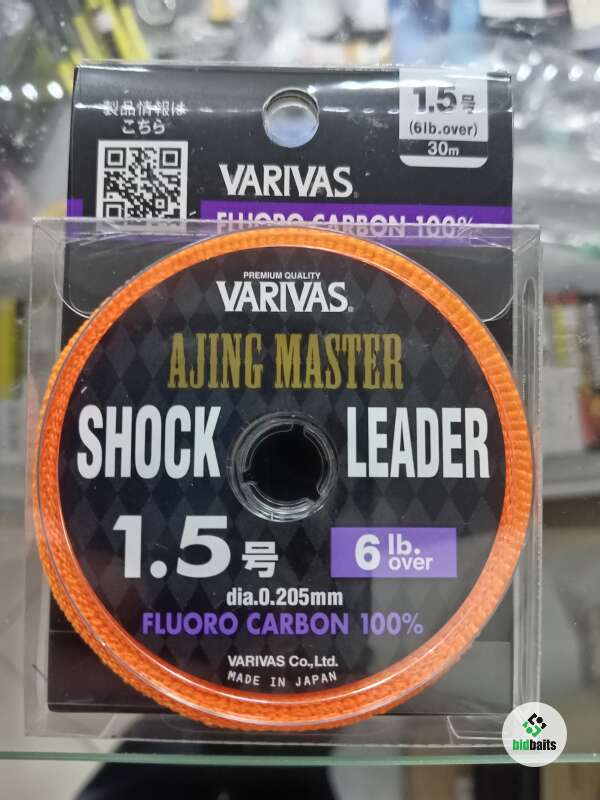 製品情報は
こちら
1.5号
(6lb.over)
30m
VARIVAS®
FLUORO CARBON 100%
PREMIUM QUALITY
VARIVAS®
AJING MASTER
SHOCK LEADER
1.5号
6 lb. over
dia.0.205mm
FLUORO CARBON 100%
VARIVAS Co.,Ltd.
MADE IN JAPAN
bidbaits